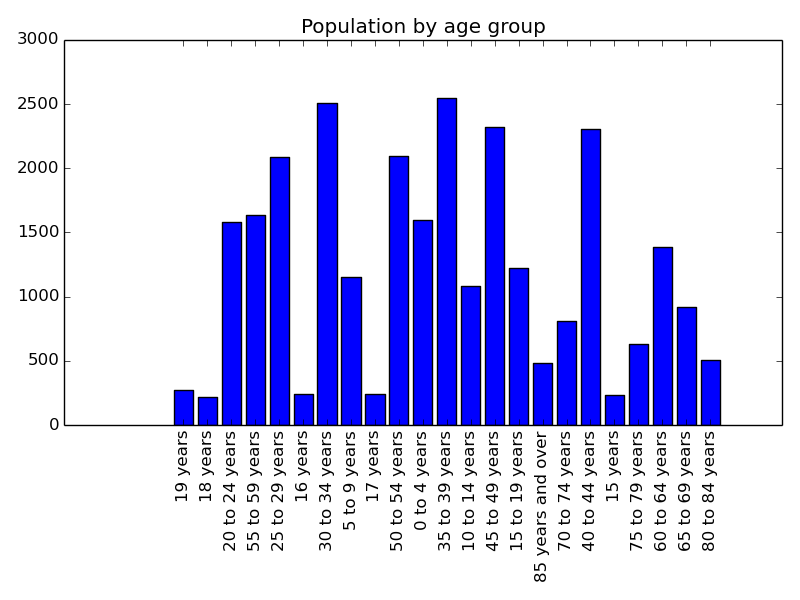 Population by age group
3000
2500
2000
1500
1000
500
0
19 years
18 years
20 to 24 years
55 to 59 years
25 to 29 years
16 years
30 to 34 years
5 to 9 years
17 years
50 to 54 years
0 to 4 years
35 to 39 years
10 to 14 years
45 to 49 years
15 to 19 years
85 years and over
70 to 74 years
40 to 44 years
15 years
75 to 79 years
60 to 64 years
65 to 69 years
80 to 84 years